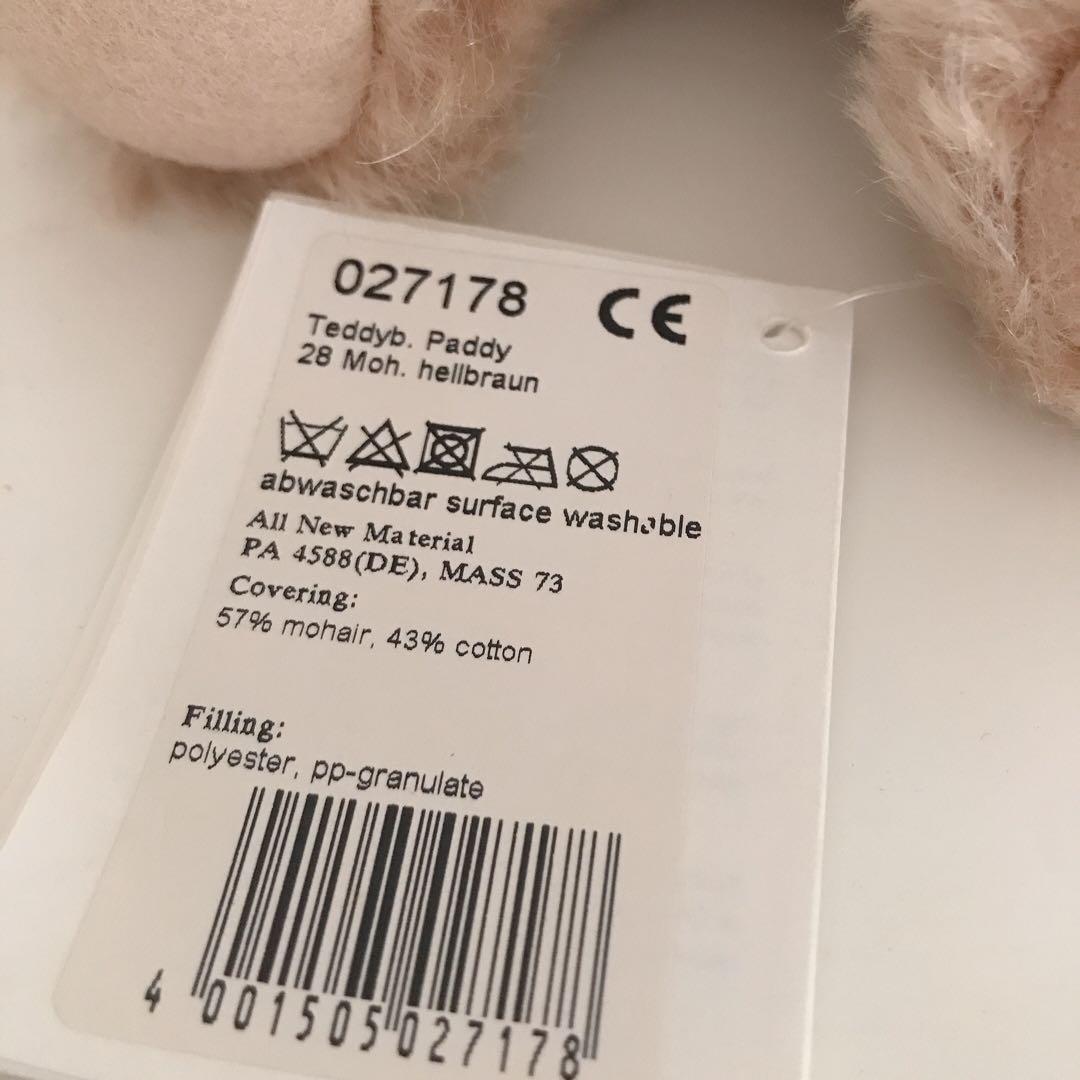 027178 CE
Teddyb. Paddy
28 Moh. hellbraun
abwaschbar surface washable
All New Material
PA 4588(DE), MASS 73
Covering:
57% mohair, 43% cotton
Filling:
polyester, pp-granulate
4 001505 027178